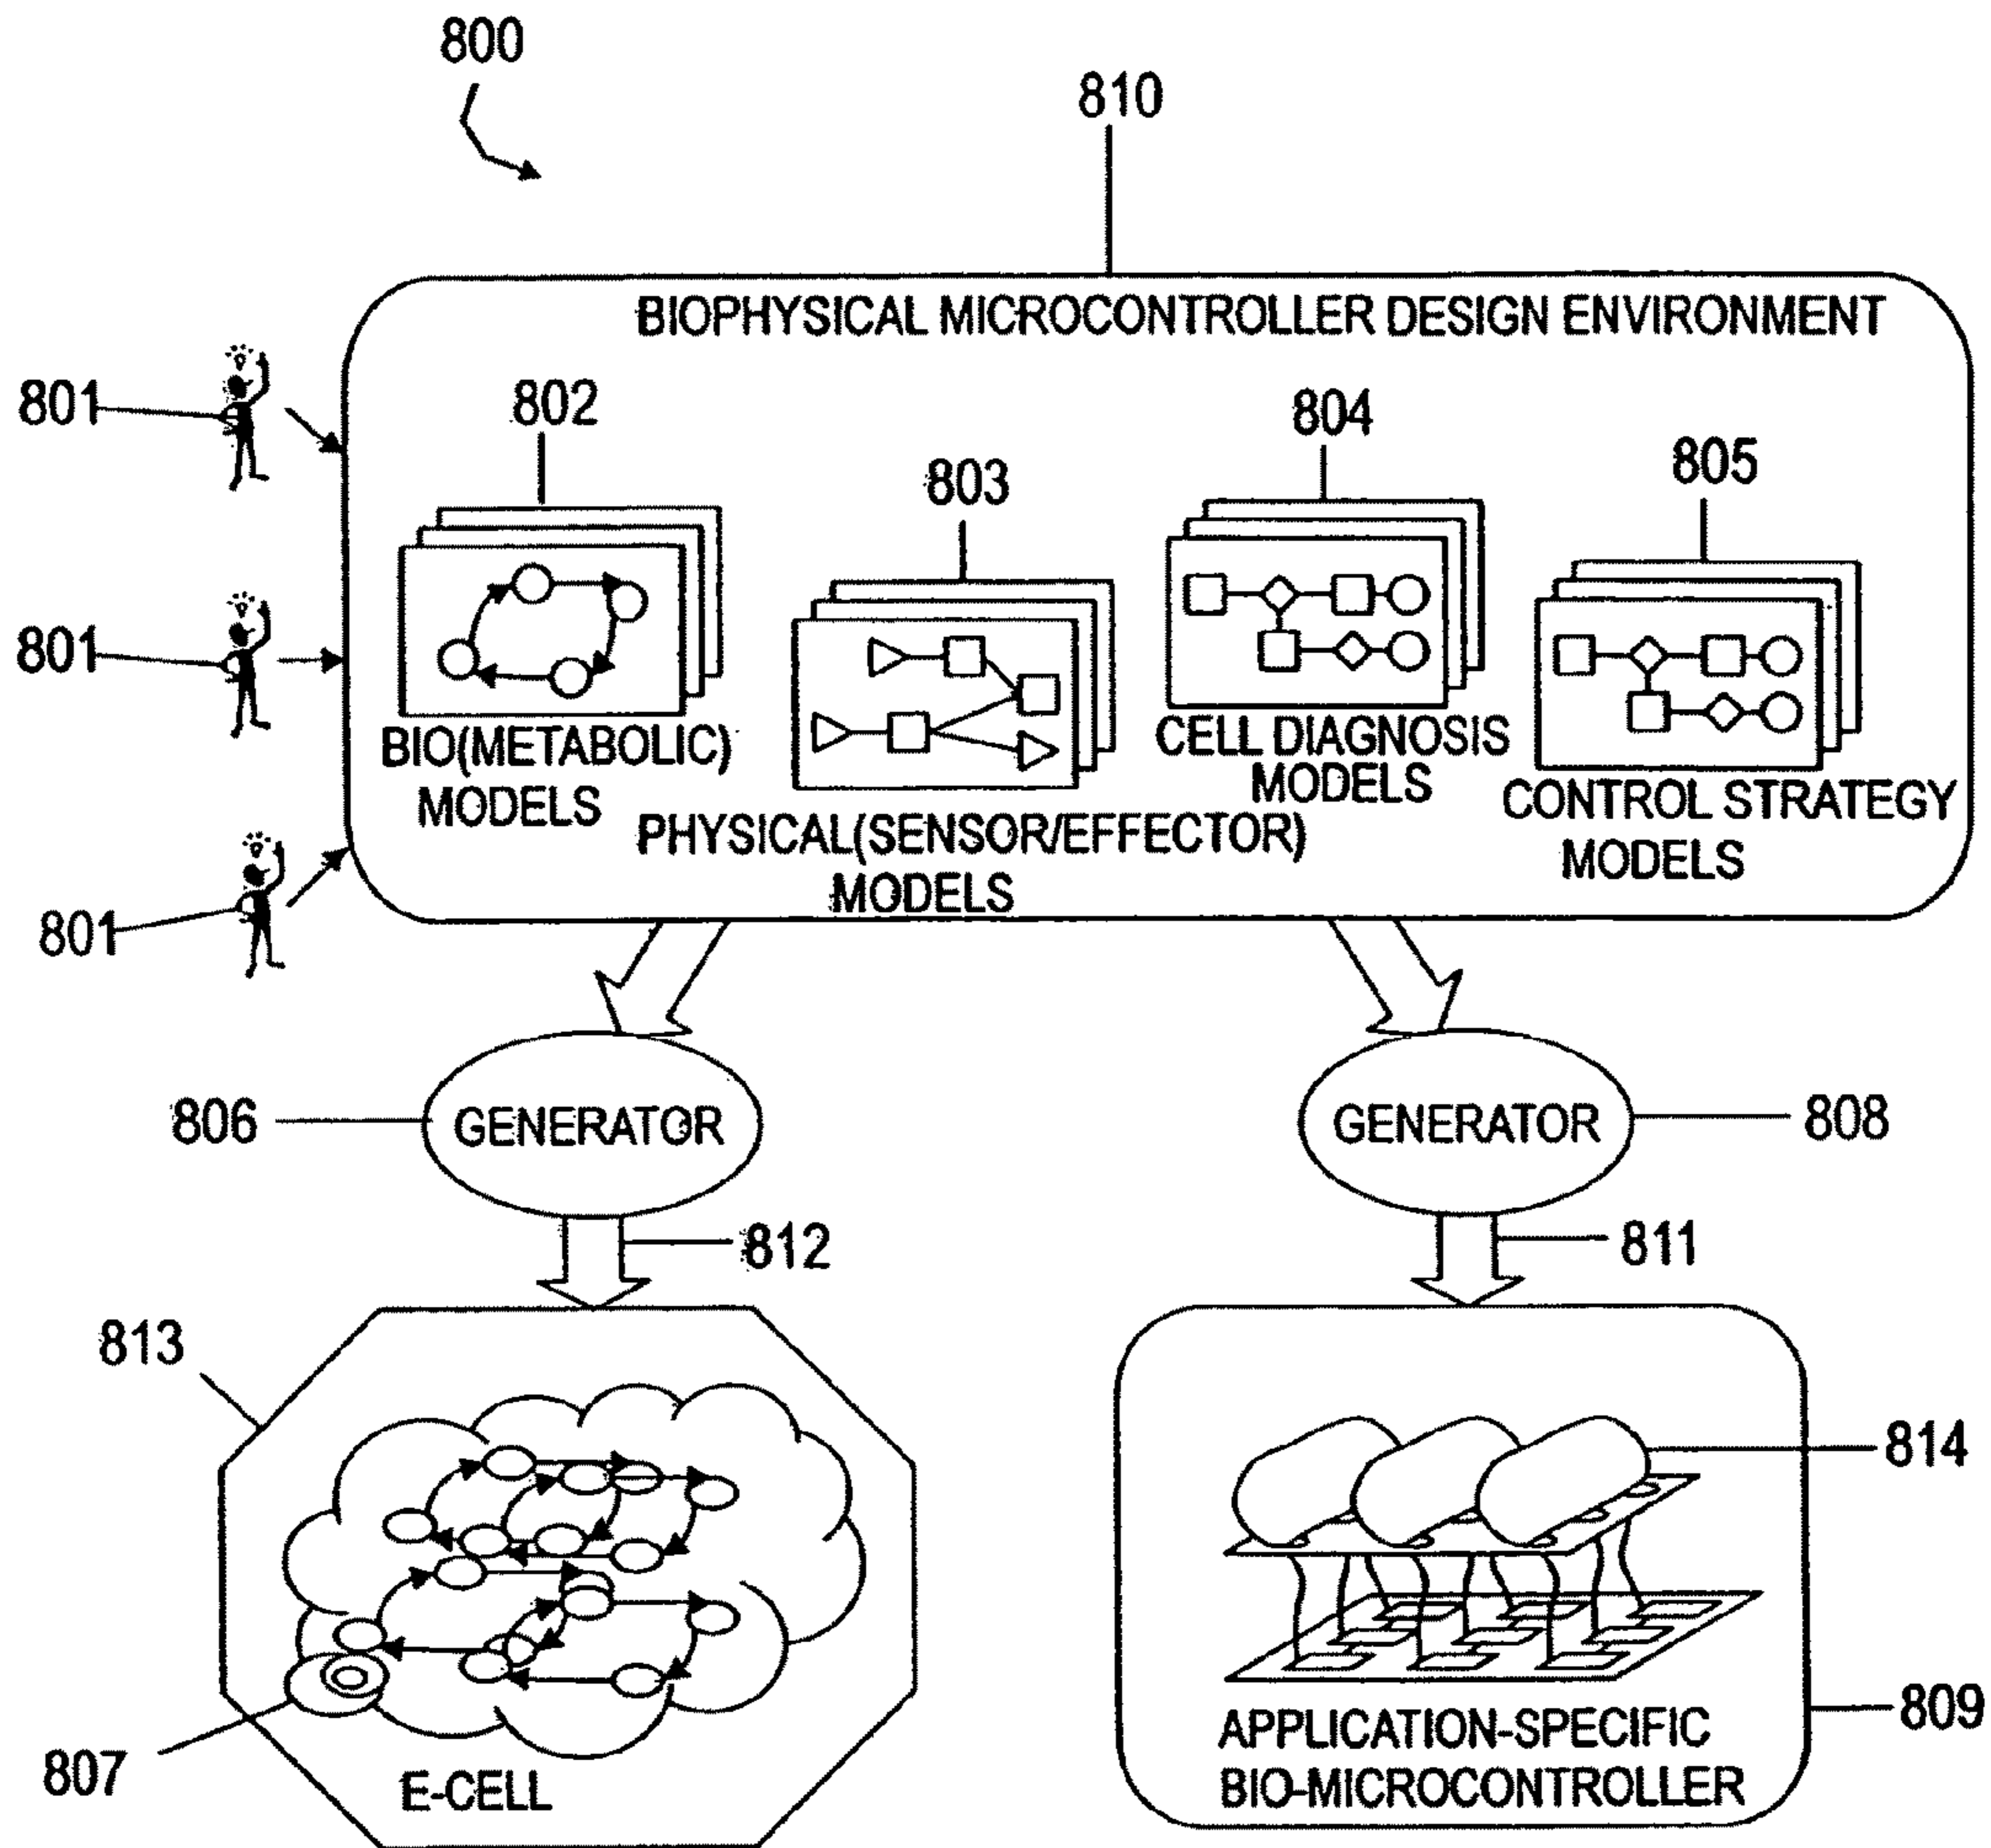 800
810
BIOPHYSICAL MICROCONTROLLER DESIGN ENVIRONMENT
801
802
804
803
805
801
BIO(METABOLIC)
MODELS
CELL DIAGNOSIS
MODELS
CONTROL STRATEGY
MODELS
PHYSICAL(SENSOR/EFFECTOR)
MODELS
801
806
GENERATOR
GENERATOR
808
812
811
813
814
807
E-CELL
809
APPLICATION-SPECIFIC
BIO-MICROCONTROLLER